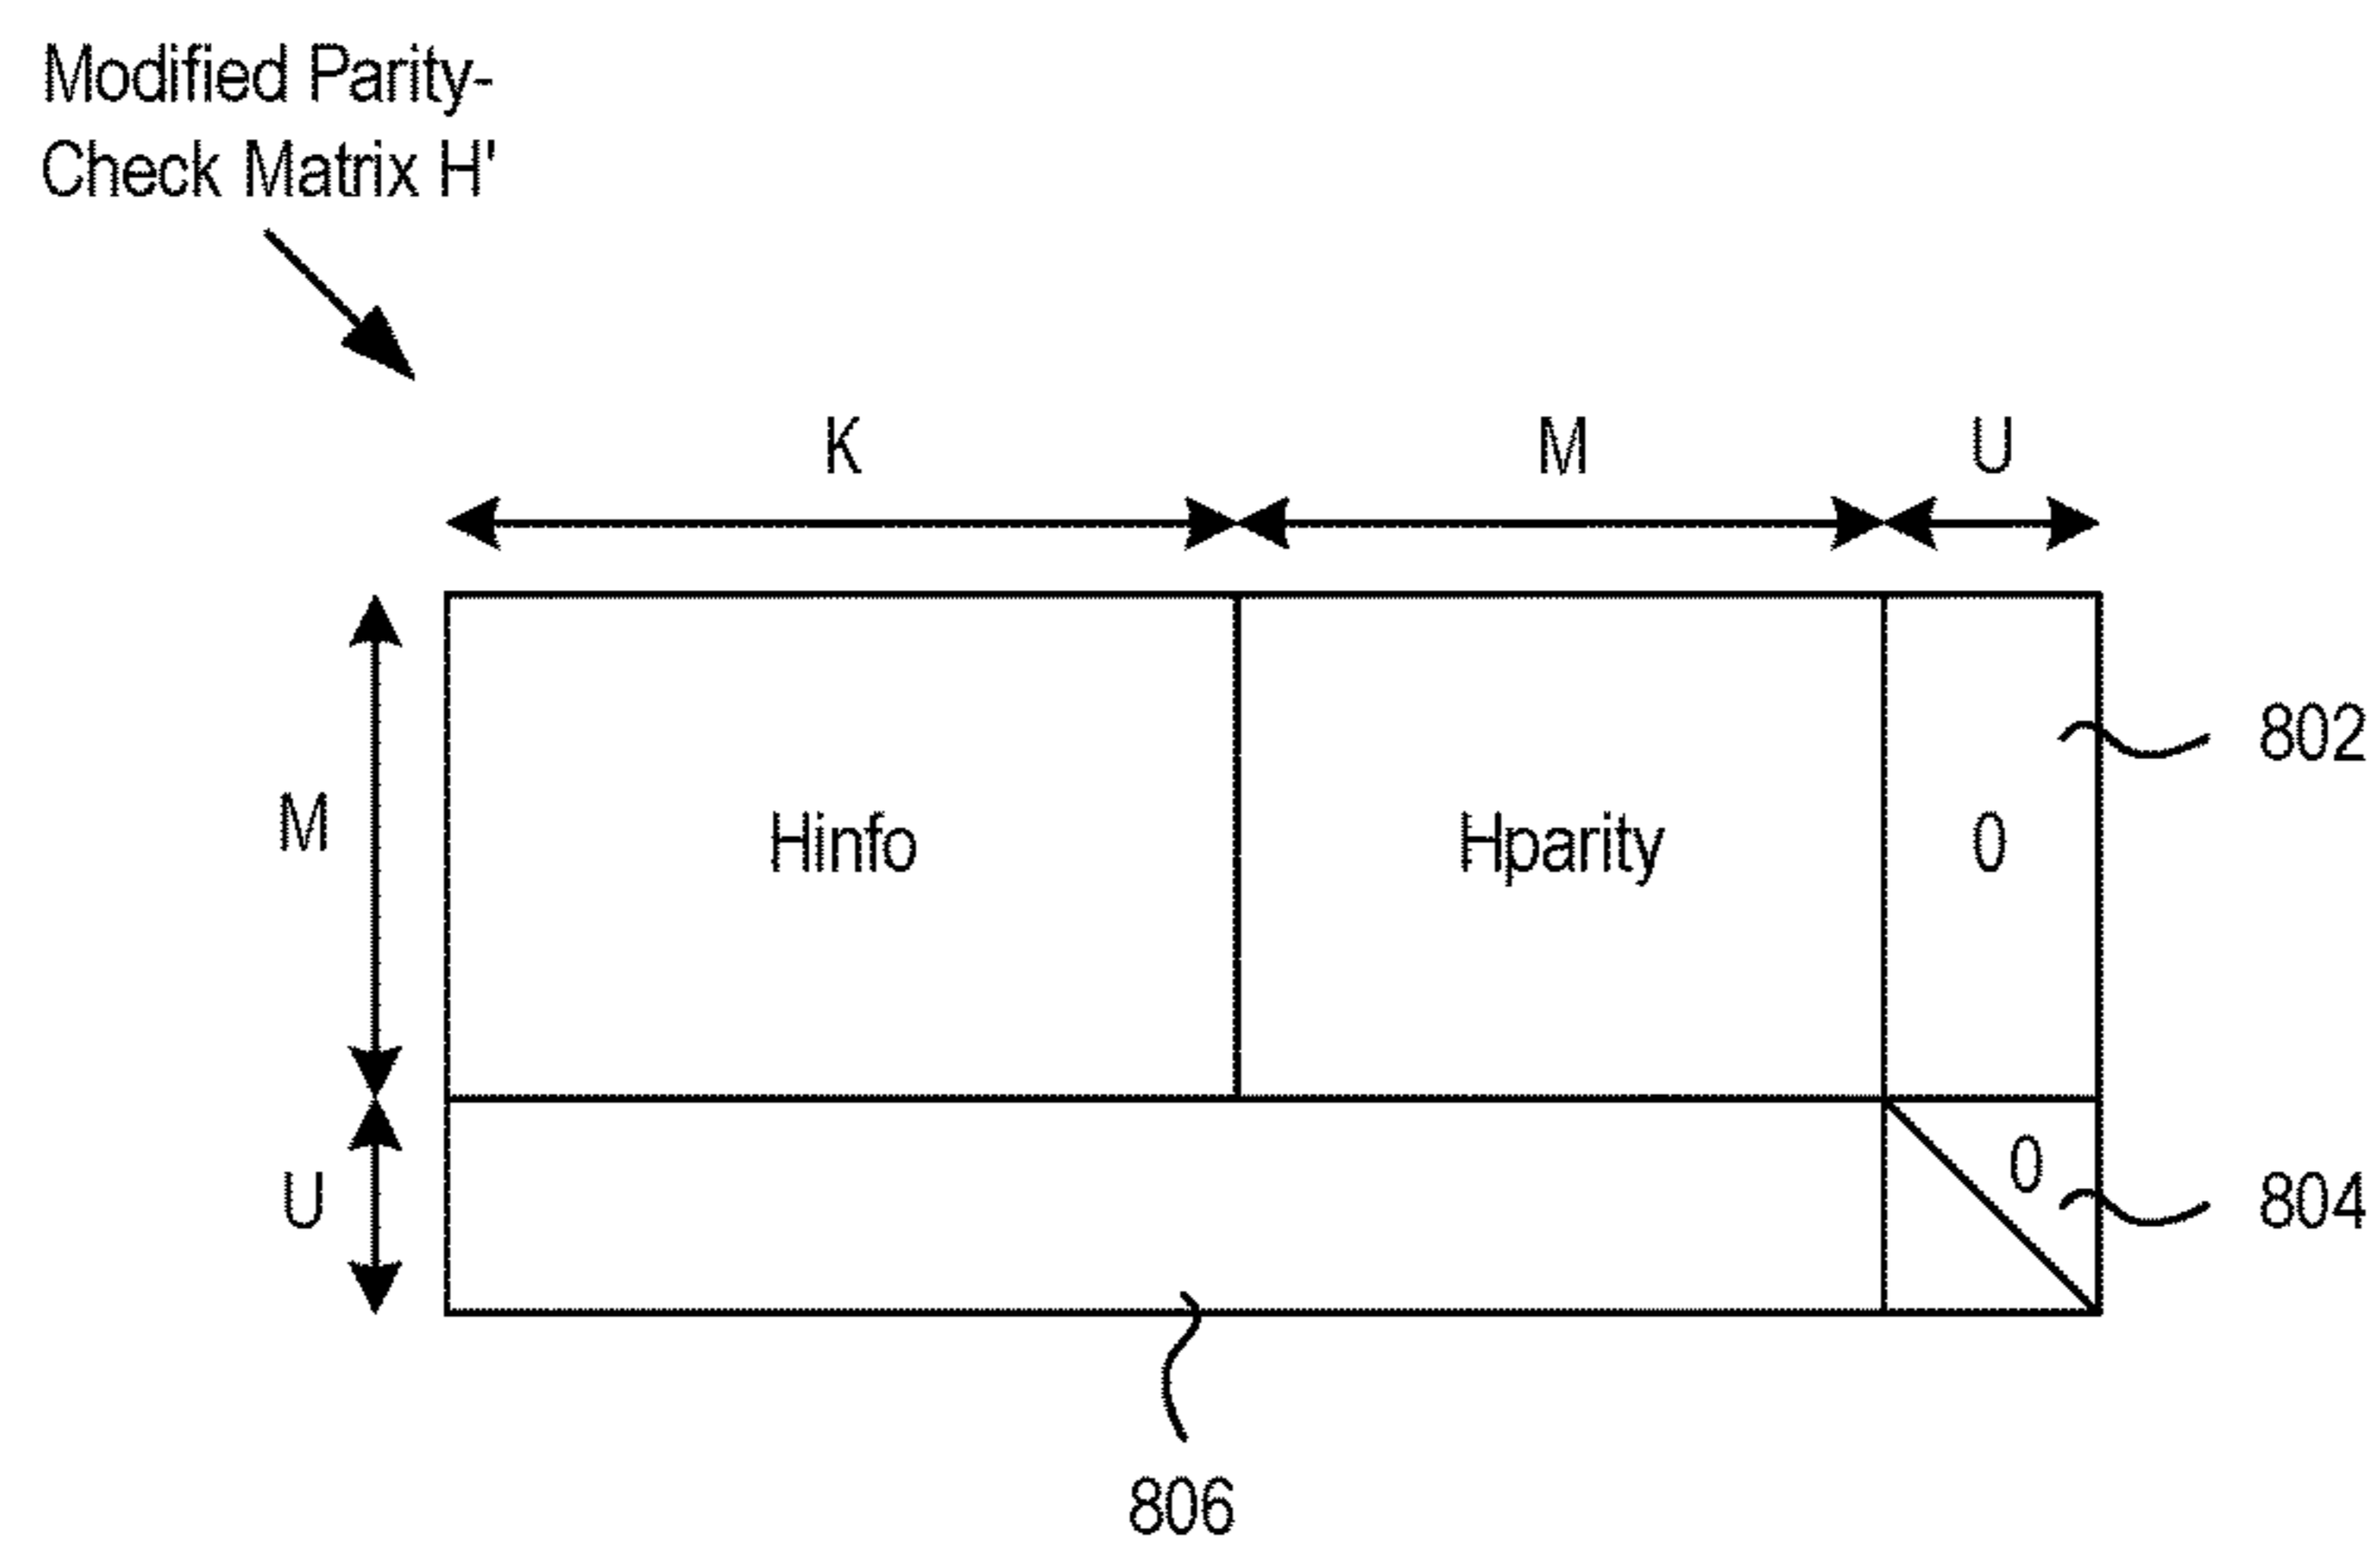 Modified Parity-
Check Matrix H'
K
M
U
M
Hinfo
Hparity
0
802
U
0
804
806